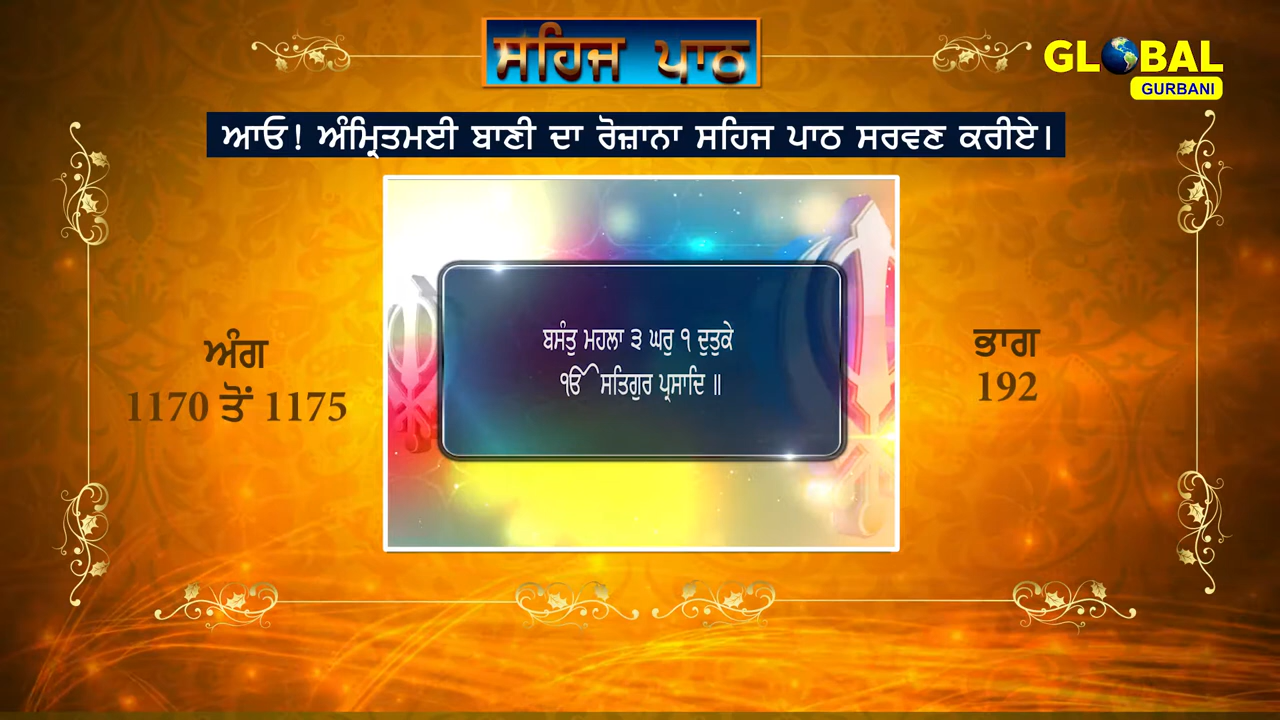 ਸਹਿਜ ਪਾਠ
GLOBAL
GURBANI
ਆਓ! ਅੰਮ੍ਰਿਤਮਈ ਬਾਣੀ ਦਾ ਰੋਜ਼ਾਨਾ ਸਹਿਜ ਪਾਠ ਸਰਵਣ ਕਰੀਏ।
ਬਸੰਤੁ ਮਹਲਾ ੩ ਘਰੁ ੧ ਦੁਤੁਕੇ
ੴ ਸਤਿਗੁਰ ਪ੍ਰਸਾਦਿ ॥
ਅੰਗ
1170 ਤੋਂ 1175
ਭਾਗ
192